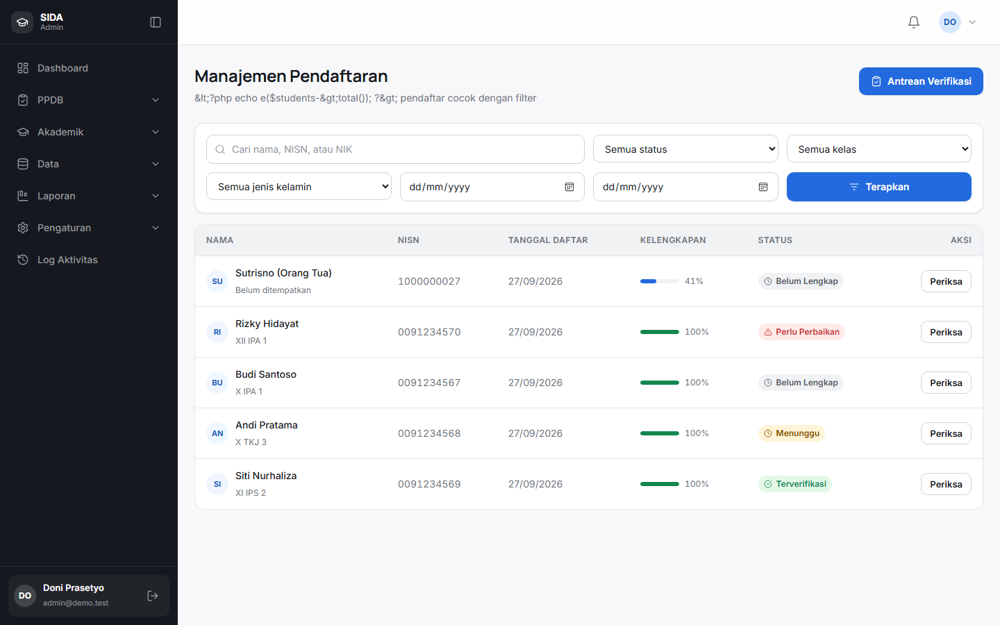 SIDA
Admin
DO
Dashboard
PPDB
Akademik
Data
Laporan
Pengaturan
Log Aktivitas
Manajemen Pendaftaran
&lt;?php echo e($students-&gt;total()); ?&gt; pendaftar cocok dengan filter
Antrean Verifikasi
Cari nama, NISN, atau NIK
Semua status
Semua kelas
Semua jenis kelamin
dd/mm/yyyy
dd/mm/yyyy
Terapkan
NAMA NISN TANGGAL DAFTAR KELENGKAPAN STATUS AKSI
SU Sutrisno (Orang Tua) 1000000027 27/09/2026 41% Belum Lengkap Periksa
Belum ditempatkan
RI Rizky Hidayat 0091234570 27/09/2026 100% Perlu Perbaikan Periksa
XII IPA 1
BU Budi Santoso 0091234567 27/09/2026 100% Belum Lengkap Periksa
X IPA 1
AN Andi Pratama 0091234568 27/09/2026 100% Menunggu Periksa
X TKJ 3
SI Siti Nurhaliza 0091234569 27/09/2026 100% Terverifikasi Periksa
XI IPS 2
DO Doni Prasetyo
admin@demo.test